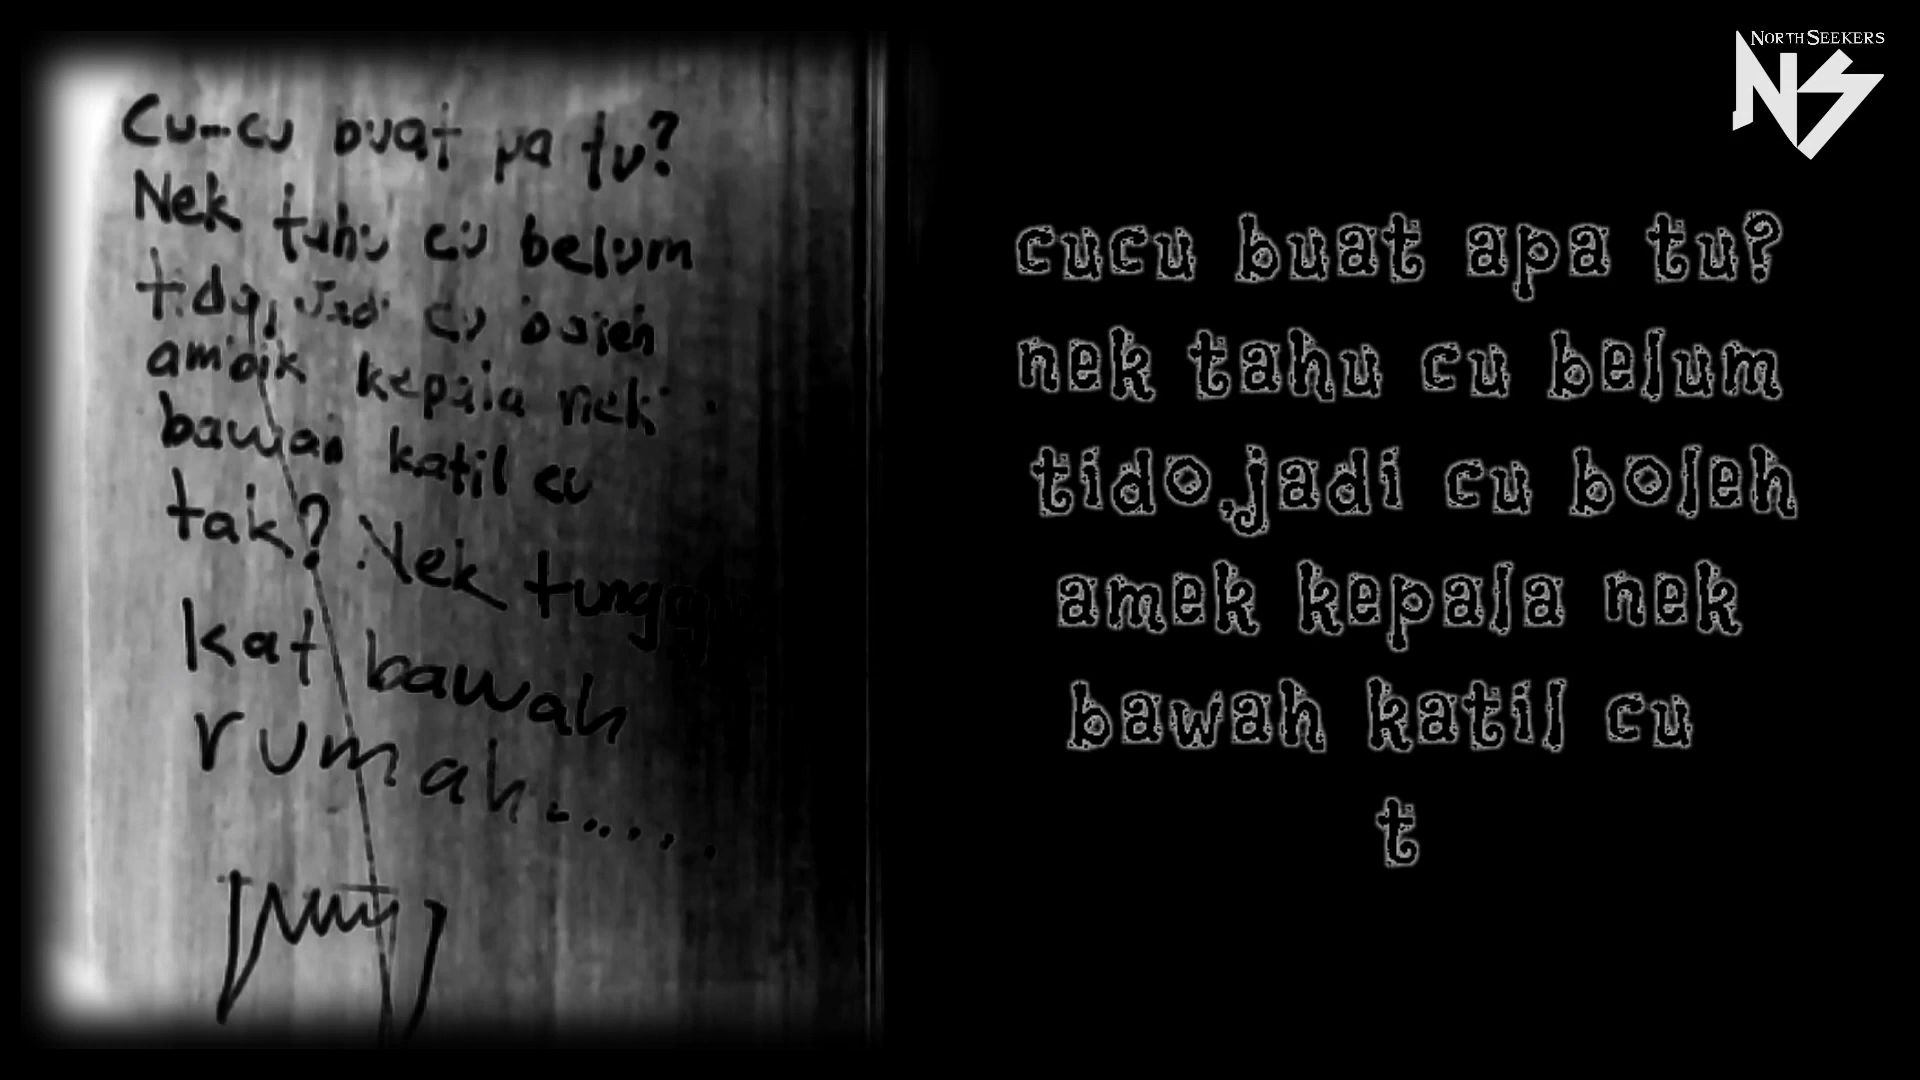 Cu-cu buat pa tu?
Nek tahu cu belum
tido, Jadi cu boleh
ambik kepala nek
bawah katil cu
tak? Nek tunggu
kat bawah
rumah......
NORTH SEEKERS
NS
cucu buat apa tu?
nek tahu cu belum
tido,jadi cu boleh
amek kepala nek
bawah katil cu
t